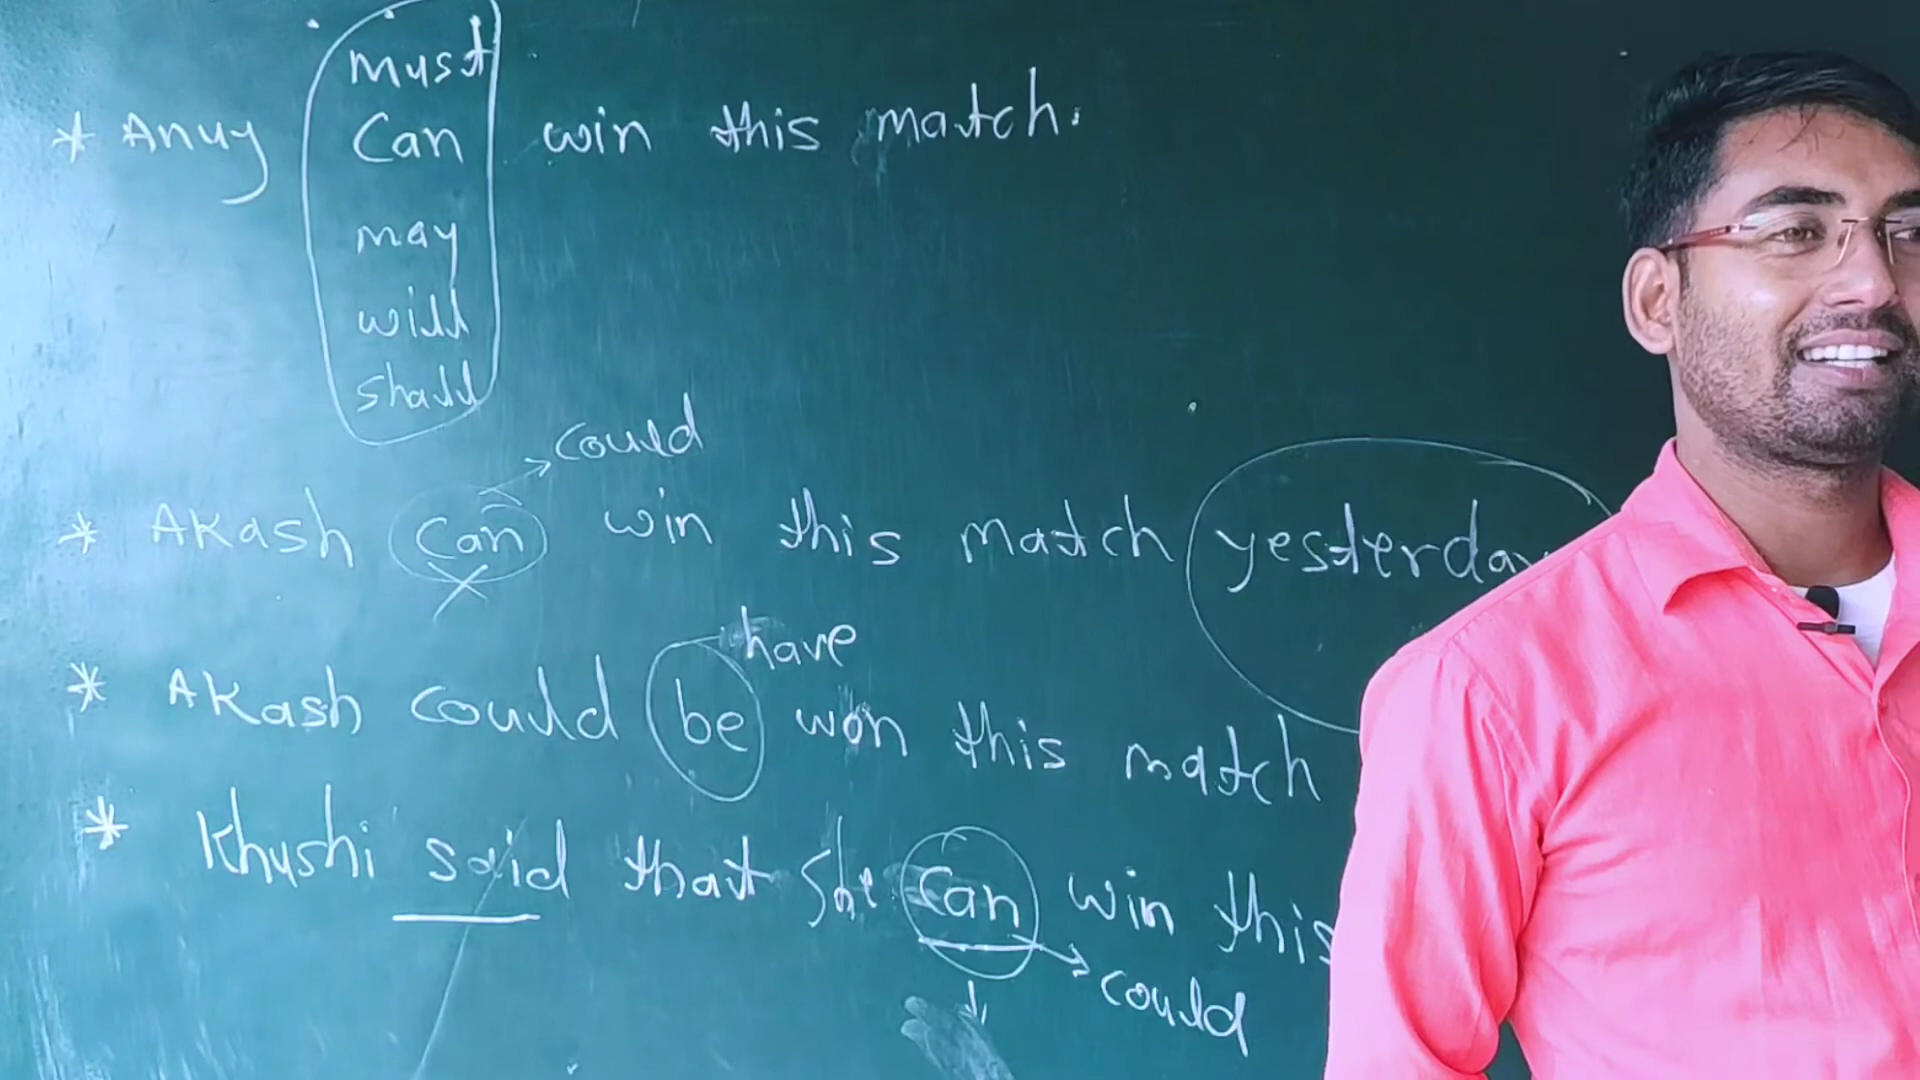 must
* Anuj can win this match.
may
will
shall
could
* Akash can win this match yesterday
have
* Akash could be won this match
* Khushi said that she can win this
could